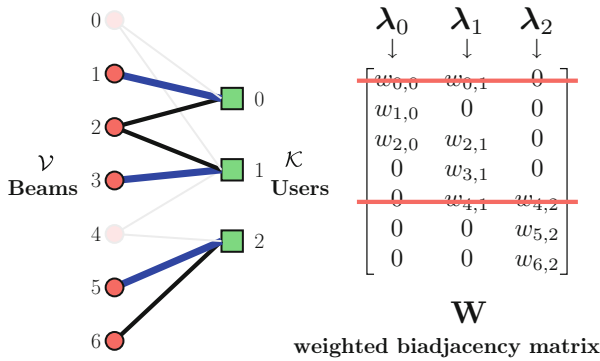 λ₀ λ₁ λ₂
↓ ↓ ↓
0
1
2
3
4
5
6
0
1
2
𝒱
Beams
𝒦
Users
w₀,₀ w₀,₁ 0
w₁,₀ 0 0
w₂,₀ w₂,₁ 0
0 w₃,₁ 0
0 w₄,₁ w₄,₂
0 0 w₅,₂
0 0 w₆,₂
W
weighted biadjacency matrix